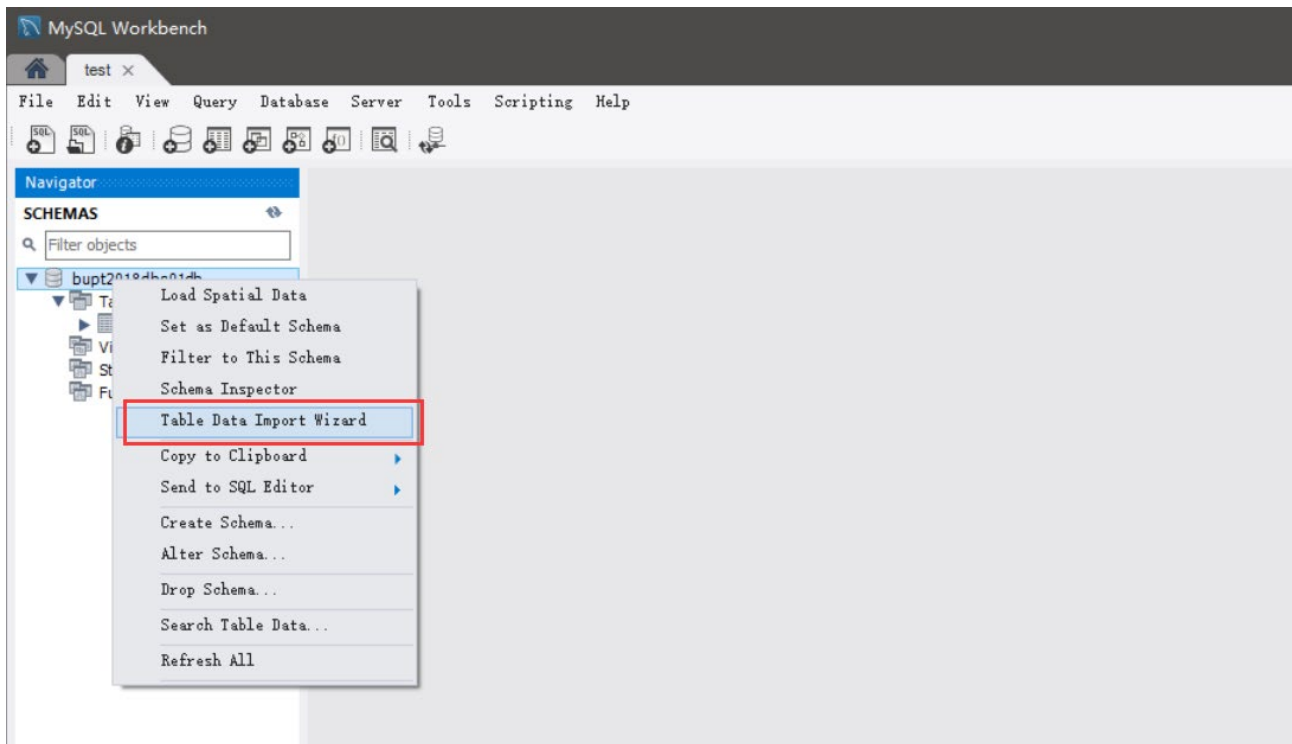 MySQL Workbench
test
File Edit View Query Database Server Tools Scripting Help
Navigator
SCHEMAS
Filter objects
bupt2018dbc01db
Load Spatial Data
Set as Default Schema
Filter to This Schema
Schema Inspector
Table Data Import Wizard
Copy to Clipboard
Send to SQL Editor
Create Schema...
Alter Schema...
Drop Schema...
Search Table Data...
Refresh All